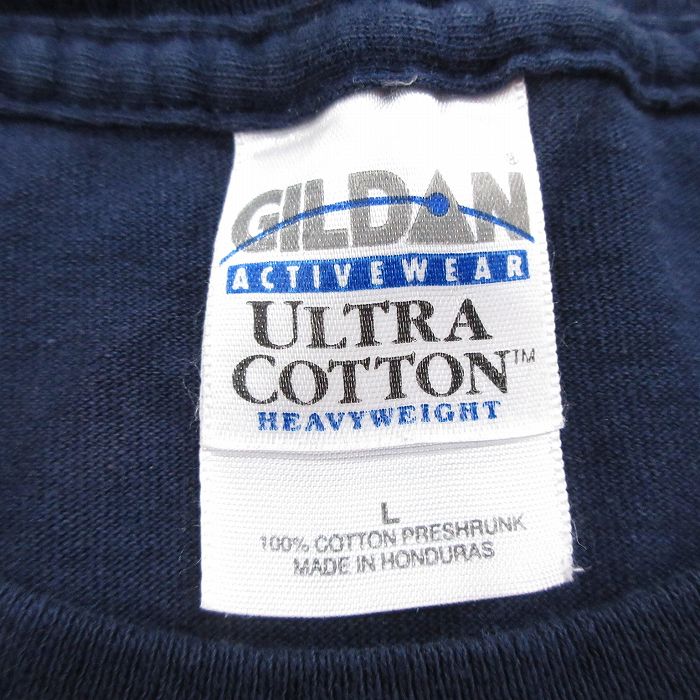 GILDAN
ACTIVEWEAR
ULTRA
COTTON™
HEAVYWEIGHT
L
100% COTTON PRESHRUNK
MADE IN HONDURAS